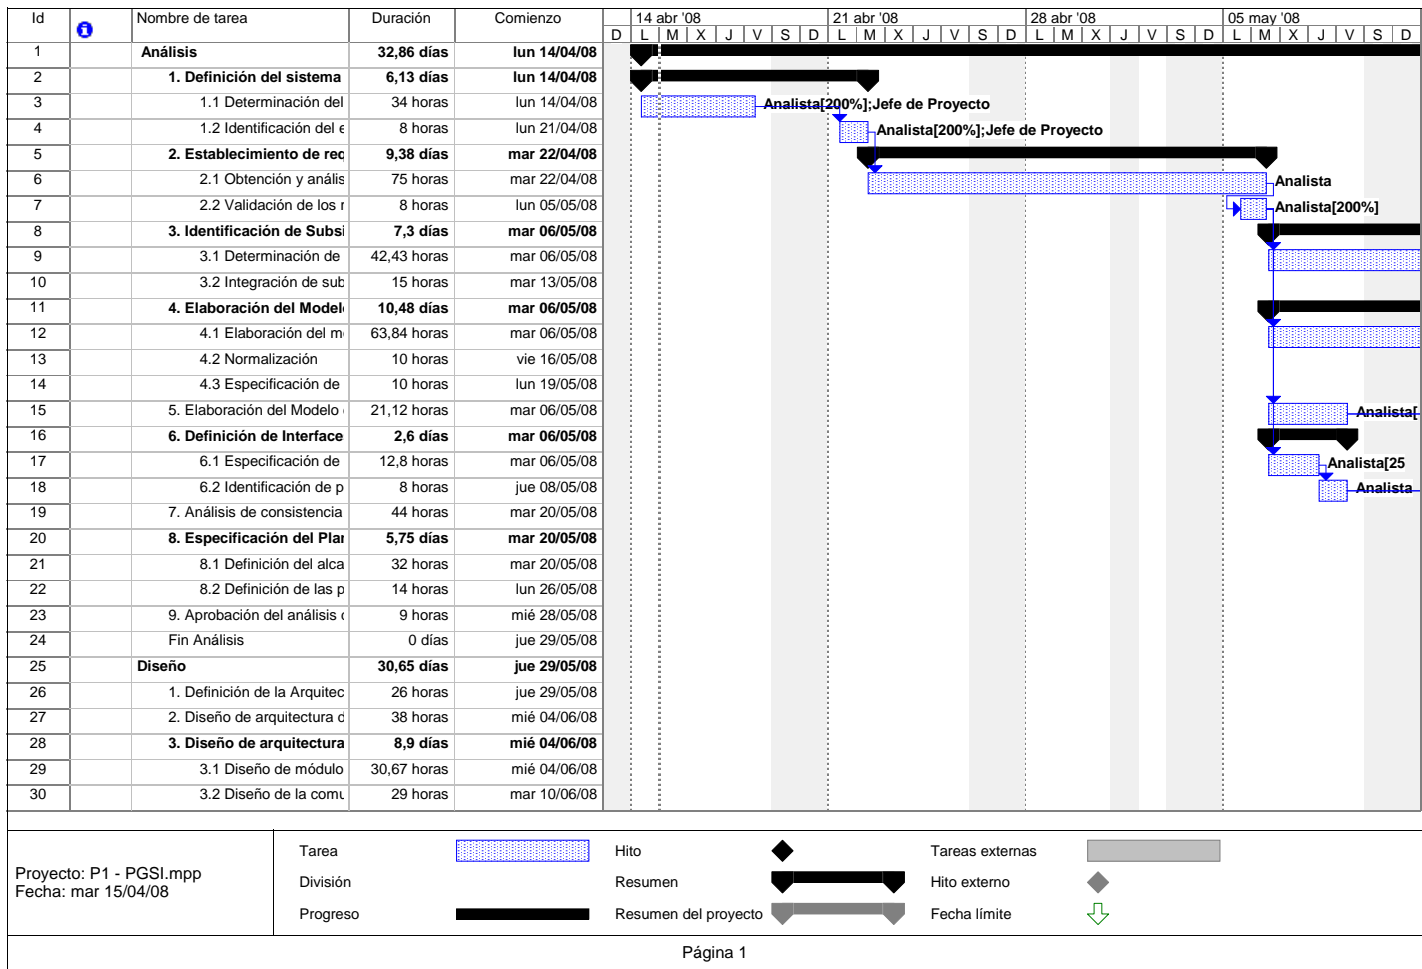 Id Nombre de tarea Duración Comienzo 14 abr '08 21 abr '08 28 abr '08 05 may '08
D L M X J V S D L M X J V S D L M X J V S D L M X J V S D
1 Análisis 32,86 días lun 14/04/08
2 1. Definición del sistema 6,13 días lun 14/04/08
3 1.1 Determinación del 34 horas lun 14/04/08 Analista[200%];Jefe de Proyecto
4 1.2 Identificación del e 8 horas lun 21/04/08 Analista[200%];Jefe de Proyecto
5 2. Establecimiento de req 9,38 días mar 22/04/08
6 2.1 Obtención y anális 75 horas mar 22/04/08 Analista
7 2.2 Validación de los r 8 horas lun 05/05/08 Analista[200%]
8 3. Identificación de Subsi 7,3 días mar 06/05/08
9 3.1 Determinación de 42,43 horas mar 06/05/08
10 3.2 Integración de sub 15 horas mar 13/05/08
11 4. Elaboración del Model 10,48 días mar 06/05/08
12 4.1 Elaboración del m 63,84 horas mar 06/05/08
13 4.2 Normalización 10 horas vie 16/05/08
14 4.3 Especificación de 10 horas lun 19/05/08
15 5. Elaboración del Modelo 21,12 horas mar 06/05/08 Analista[
16 6. Definición de Interface 2,6 días mar 06/05/08
17 6.1 Especificación de 12,8 horas mar 06/05/08 Analista[25
18 6.2 Identificación de p 8 horas jue 08/05/08 Analista
19 7. Análisis de consistencia 44 horas mar 20/05/08
20 8. Especificación del Plan 5,75 días mar 20/05/08
21 8.1 Definición del alca 32 horas mar 20/05/08
22 8.2 Definición de las p 14 horas lun 26/05/08
23 9. Aprobación del análisis 9 horas mié 28/05/08
24 Fin Análisis 0 días jue 29/05/08
25 Diseño 30,65 días jue 29/05/08
26 1. Definición de la Arquitec 26 horas jue 29/05/08
27 2. Diseño de arquitectura d 38 horas mié 04/06/08
28 3. Diseño de arquitectura 8,9 días mié 04/06/08
29 3.1 Diseño de módulo 30,67 horas mié 04/06/08
30 3.2 Diseño de la comu 29 horas mar 10/06/08
Proyecto: P1 - PGSI.mpp
Fecha: mar 15/04/08
Tarea Hito Tareas externas
División Resumen Hito externo
Progreso Resumen del proyecto Fecha límite
Página 1